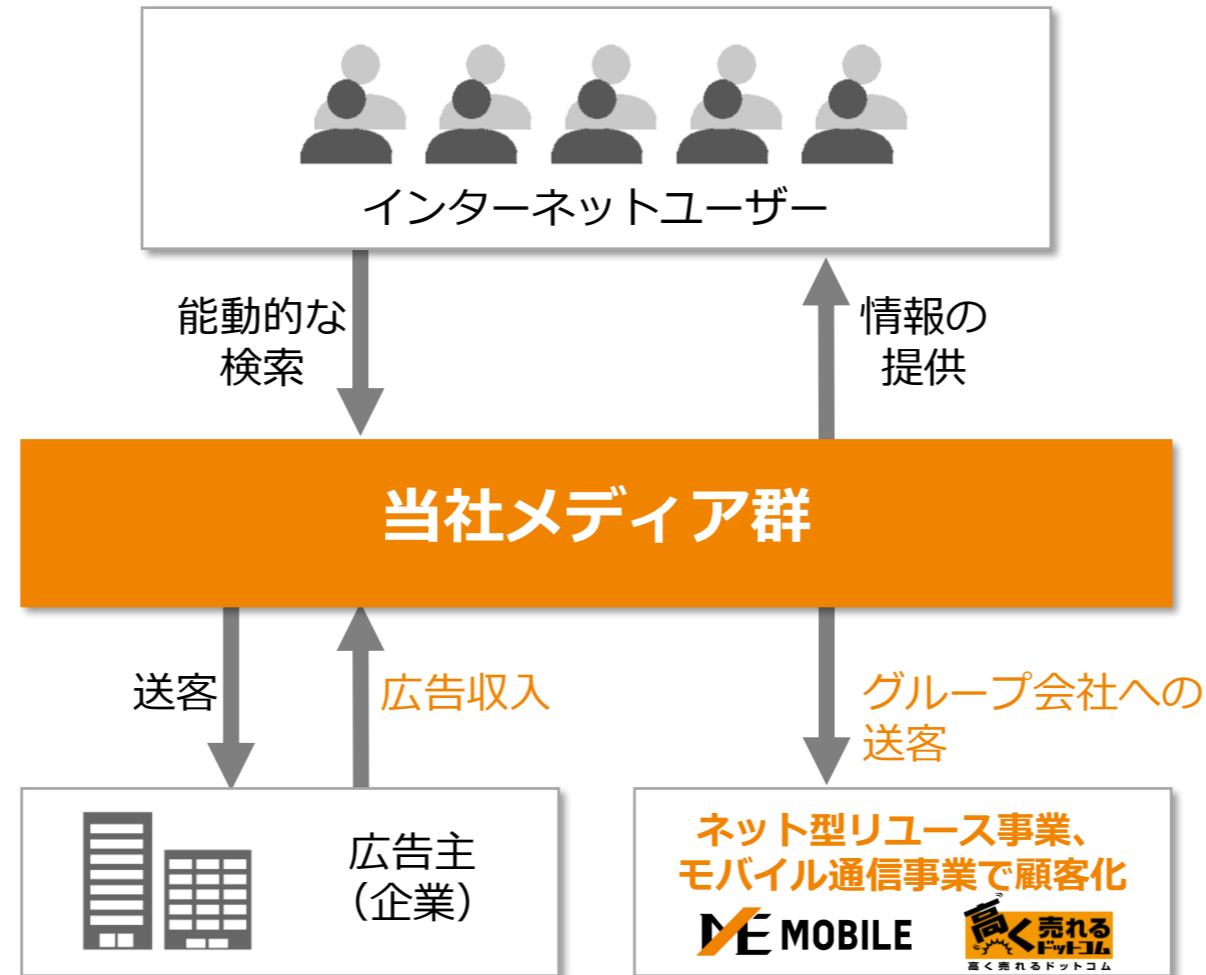 インターネットユーザー
能動的な
検索
情報の
提供
当社メディア群
送客
広告収入
グループ会社への
送客
広告主
（企業）
ネット型リユース事業、
モバイル通信事業で顧客化
ME MOBILE
高く売れる
ドットコム
高く売れるドットコム